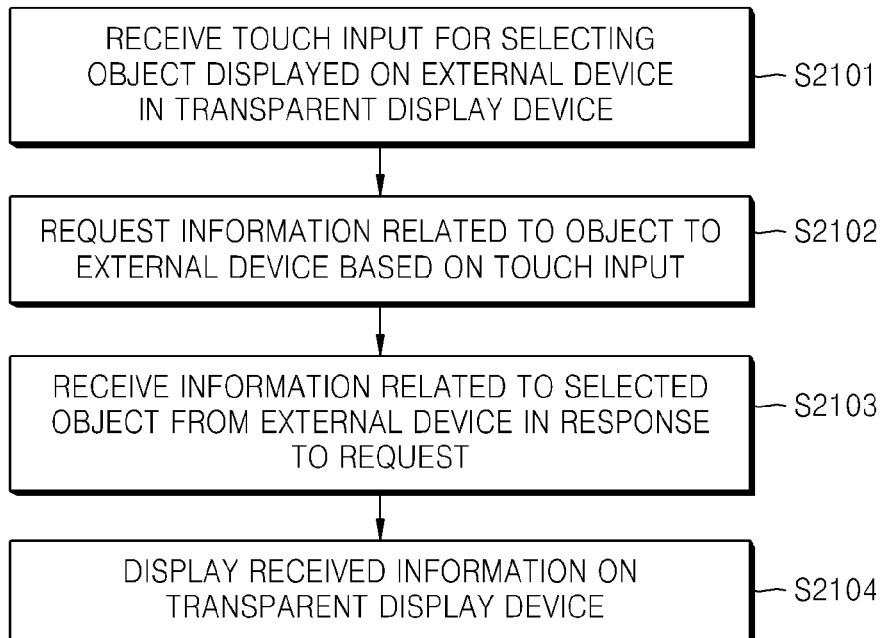 RECEIVE TOUCH INPUT FOR SELECTING
OBJECT DISPLAYED ON EXTERNAL DEVICE
IN TRANSPARENT DISPLAY DEVICE
S2101
REQUEST INFORMATION RELATED TO OBJECT TO
EXTERNAL DEVICE BASED ON TOUCH INPUT
S2102
RECEIVE INFORMATION RELATED TO SELECTED
OBJECT FROM EXTERNAL DEVICE IN RESPONSE
TO REQUEST
S2103
DISPLAY RECEIVED INFORMATION ON
TRANSPARENT DISPLAY DEVICE
S2104